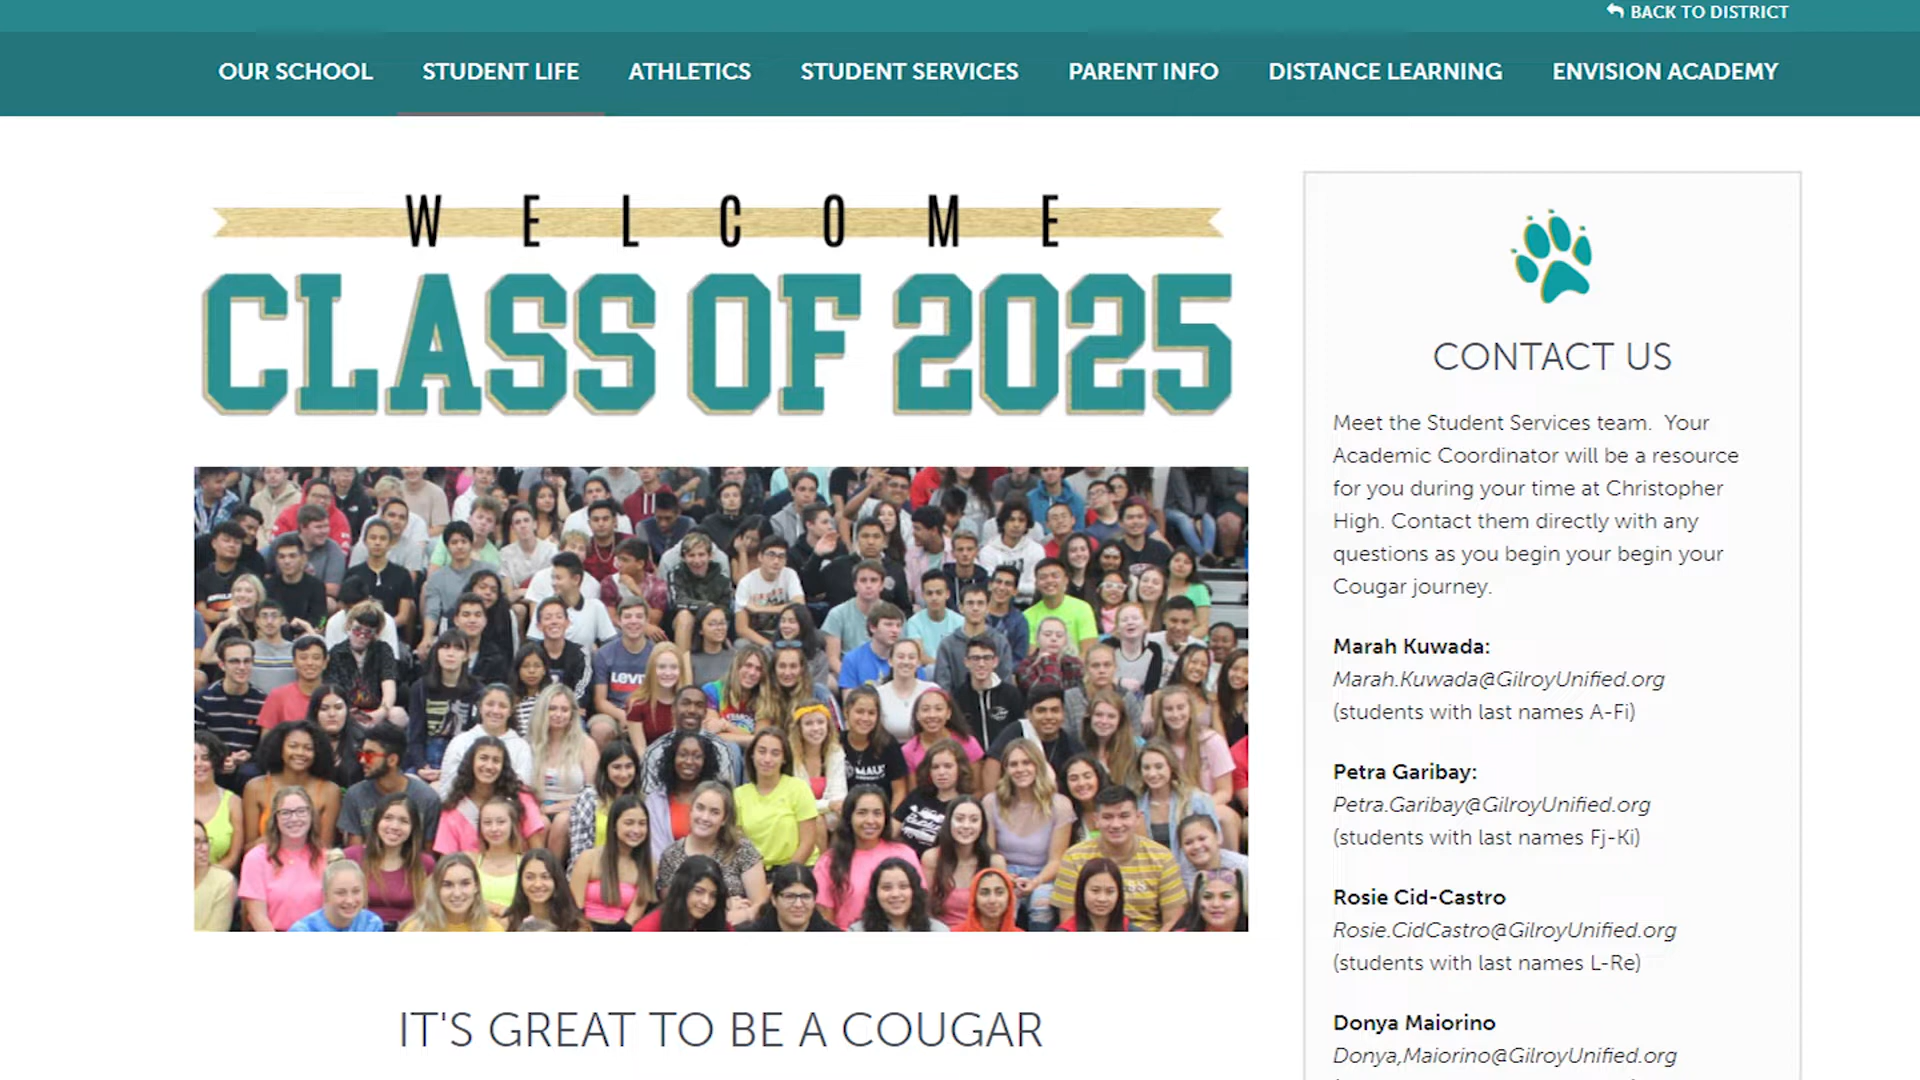 BACK TO DISTRICT
OUR SCHOOL STUDENT LIFE ATHLETICS STUDENT SERVICES PARENT INFO DISTANCE LEARNING ENVISION ACADEMY
WELCOME
CLASS OF 2025
LEVI'
MAUI
IT'S GREAT TO BE A COUGAR
CONTACT US
Meet the Student Services team. Your
Academic Coordinator will be a resource
for you during your time at Christopher
High. Contact them directly with any
questions as you begin your begin your
Cougar journey.
Marah Kuwada:
Marah.Kuwada@GilroyUnified.org
(students with last names A-Fi)
Petra Garibay:
Petra.Garibay@GilroyUnified.org
(students with last names Fj-Ki)
Rosie Cid-Castro
Rosie.CidCastro@GilroyUnified.org
(students with last names L-Re)
Donya Maiorino
Donya,Maiorino@GilroyUnified.org